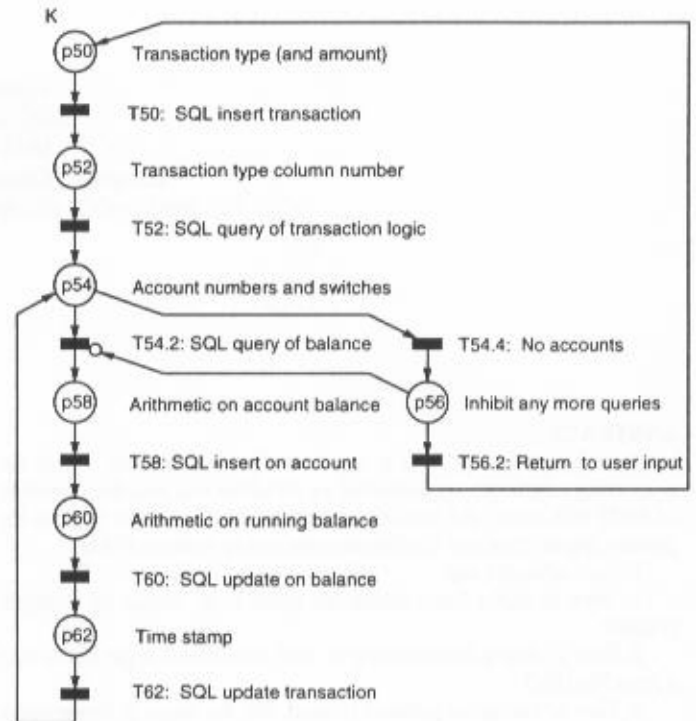 K
p50 Transaction type (and amount)
T50: SQL insert transaction
p52 Transaction type column number
T52: SQL query of transaction logic
p54 Account numbers and switches
T54.2: SQL query of balance T54.4: No accounts
p58 Arithmetic on account balance p56 Inhibit any more queries
T58: SQL insert on account T56.2: Return to user input
p60 Arithmetic on running balance
T60: SQL update on balance
p62 Time stamp
T62: SQL update transaction